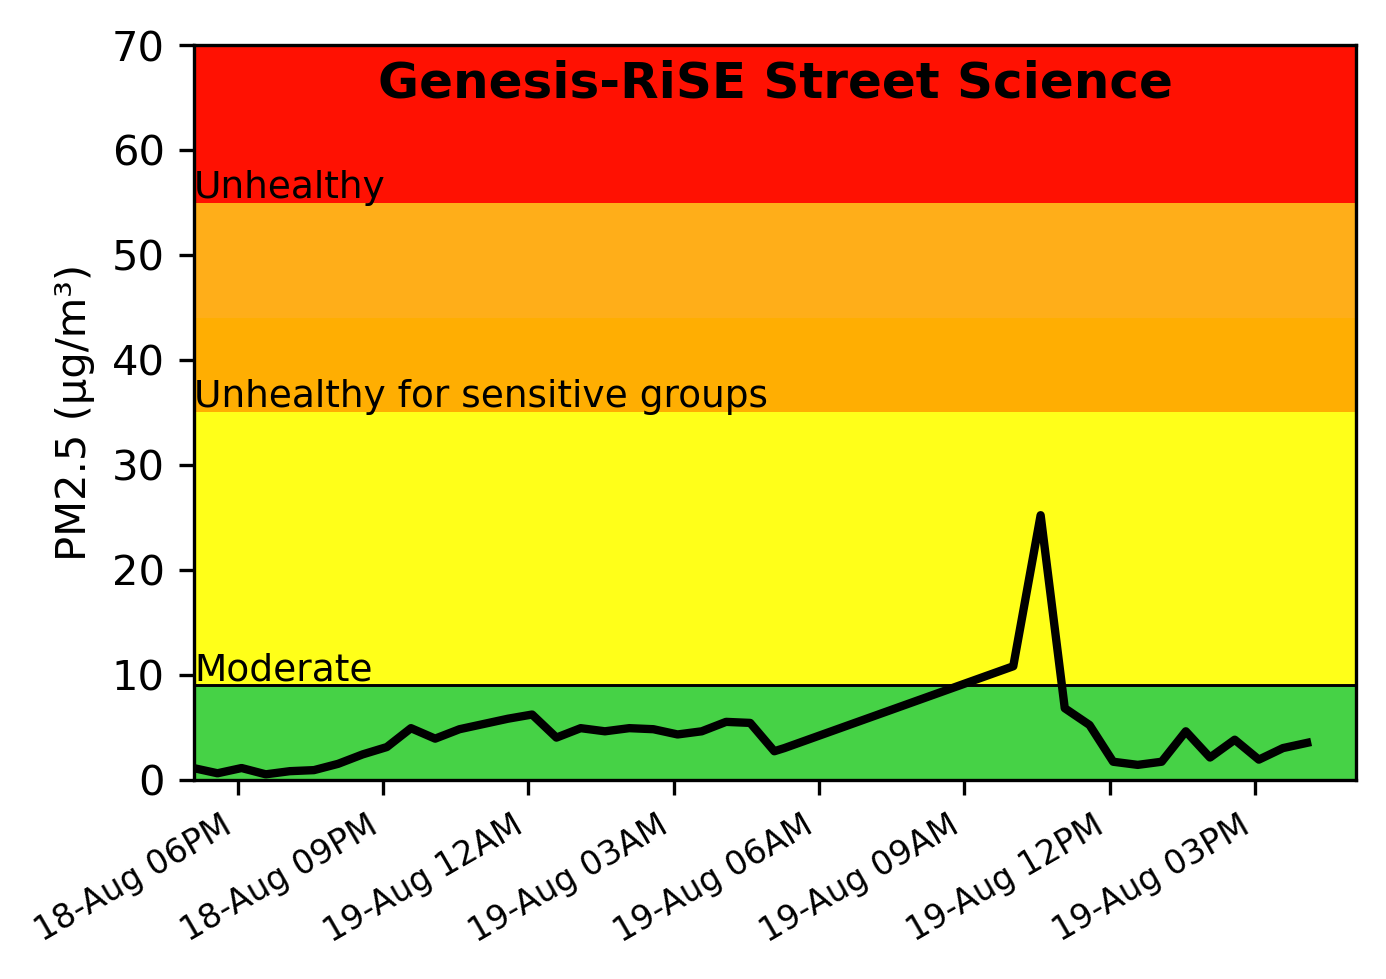 Genesis-RiSE Street Science
70
60
50
40
30
20
10
0
PM2.5 (µg/m³)
Unhealthy
Unhealthy for sensitive groups
Moderate
18-Aug 06PM
18-Aug 09PM
19-Aug 12AM
19-Aug 03AM
19-Aug 06AM
19-Aug 09AM
19-Aug 12PM
19-Aug 03PM